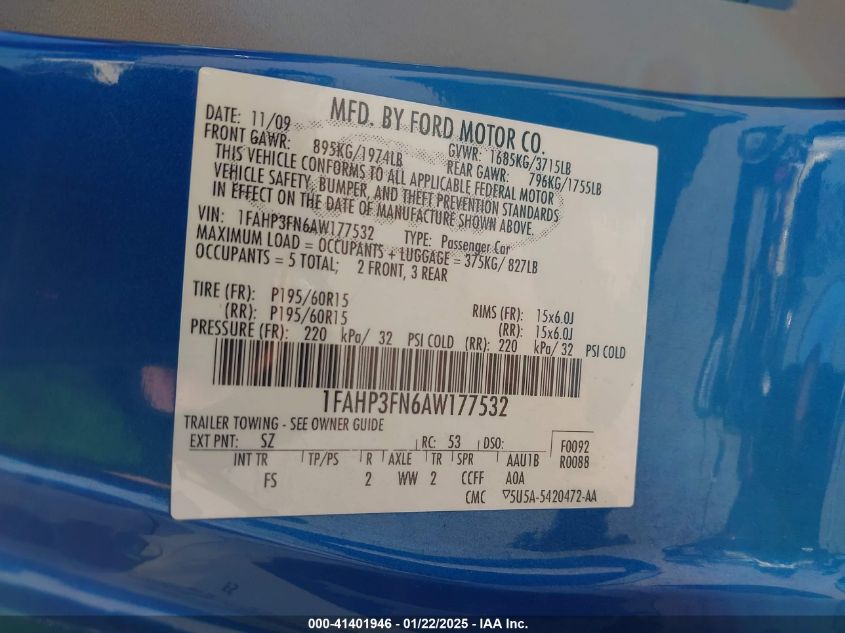 MFD. BY FORD MOTOR CO.
DATE: 11/09 GVWR: 1685KG/3715LB
FRONT GAWR: 895KG/1974LB REAR GAWR: 796KG/1755LB
THIS VEHICLE CONFORMS TO ALL APPLICABLE FEDERAL MOTOR
VEHICLE SAFETY, BUMPER, AND THEFT PREVENTION STANDARDS
IN EFFECT ON THE DATE OF MANUFACTURE SHOWN ABOVE.
VIN: 1FAHP3FN6AW177532 TYPE: Passenger Car
MAXIMUM LOAD = OCCUPANTS + LUGGAGE = 375KG/ 827LB
OCCUPANTS = 5 TOTAL; 2 FRONT, 3 REAR
TIRE (FR): P195/60R15 RIMS (FR): 15x6.0J
(RR): P195/60R15 (RR): 15x6.0J
PRESSURE (FR): 220 kPa/ 32 PSI COLD (RR): 220 kPa/ 32 PSI COLD
1FAHP3FN6AW177532
TRAILER TOWING - SEE OWNER GUIDE
EXT PNT: SZ RC: 53 DSO: F0092
INT TR TP/PS R AXLE TR SPR AAU1B R0088
FS 2 WW 2 CCFF A0A
CMC ▽5U5A-5420472-AA
000-41401946 - 01/22/2025 - IAA Inc.